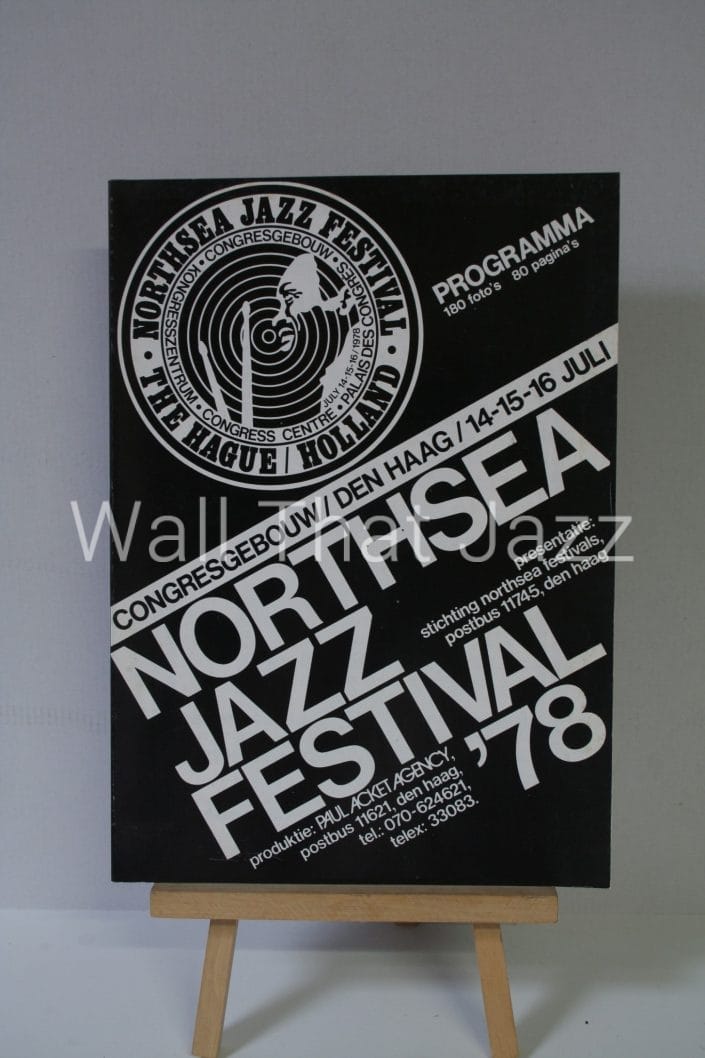 NORTHSEA JAZZ FESTIVAL
THE HAGUE / HOLLAND
KONGRESSZENTRUM • CONGRESGEBOUW • PALAIS DES CONGRES • CONGRESS CENTRE •
JULY 14-15-16 / 1978
PROGRAMMA
180 foto's 80 pagina's
CONGRESGEBOUW / DEN HAAG / 14-15-16 JULI
NORTHSEA
JAZZ
FESTIVAL
'78
presentatie:
stichting northsea festivals,
postbus 11745, den haag
produktie: PAUL ACKET AGENCY,
postbus 11621, den haag,
tel.: 070-624621,
telex: 33083.
Wall That Jazz